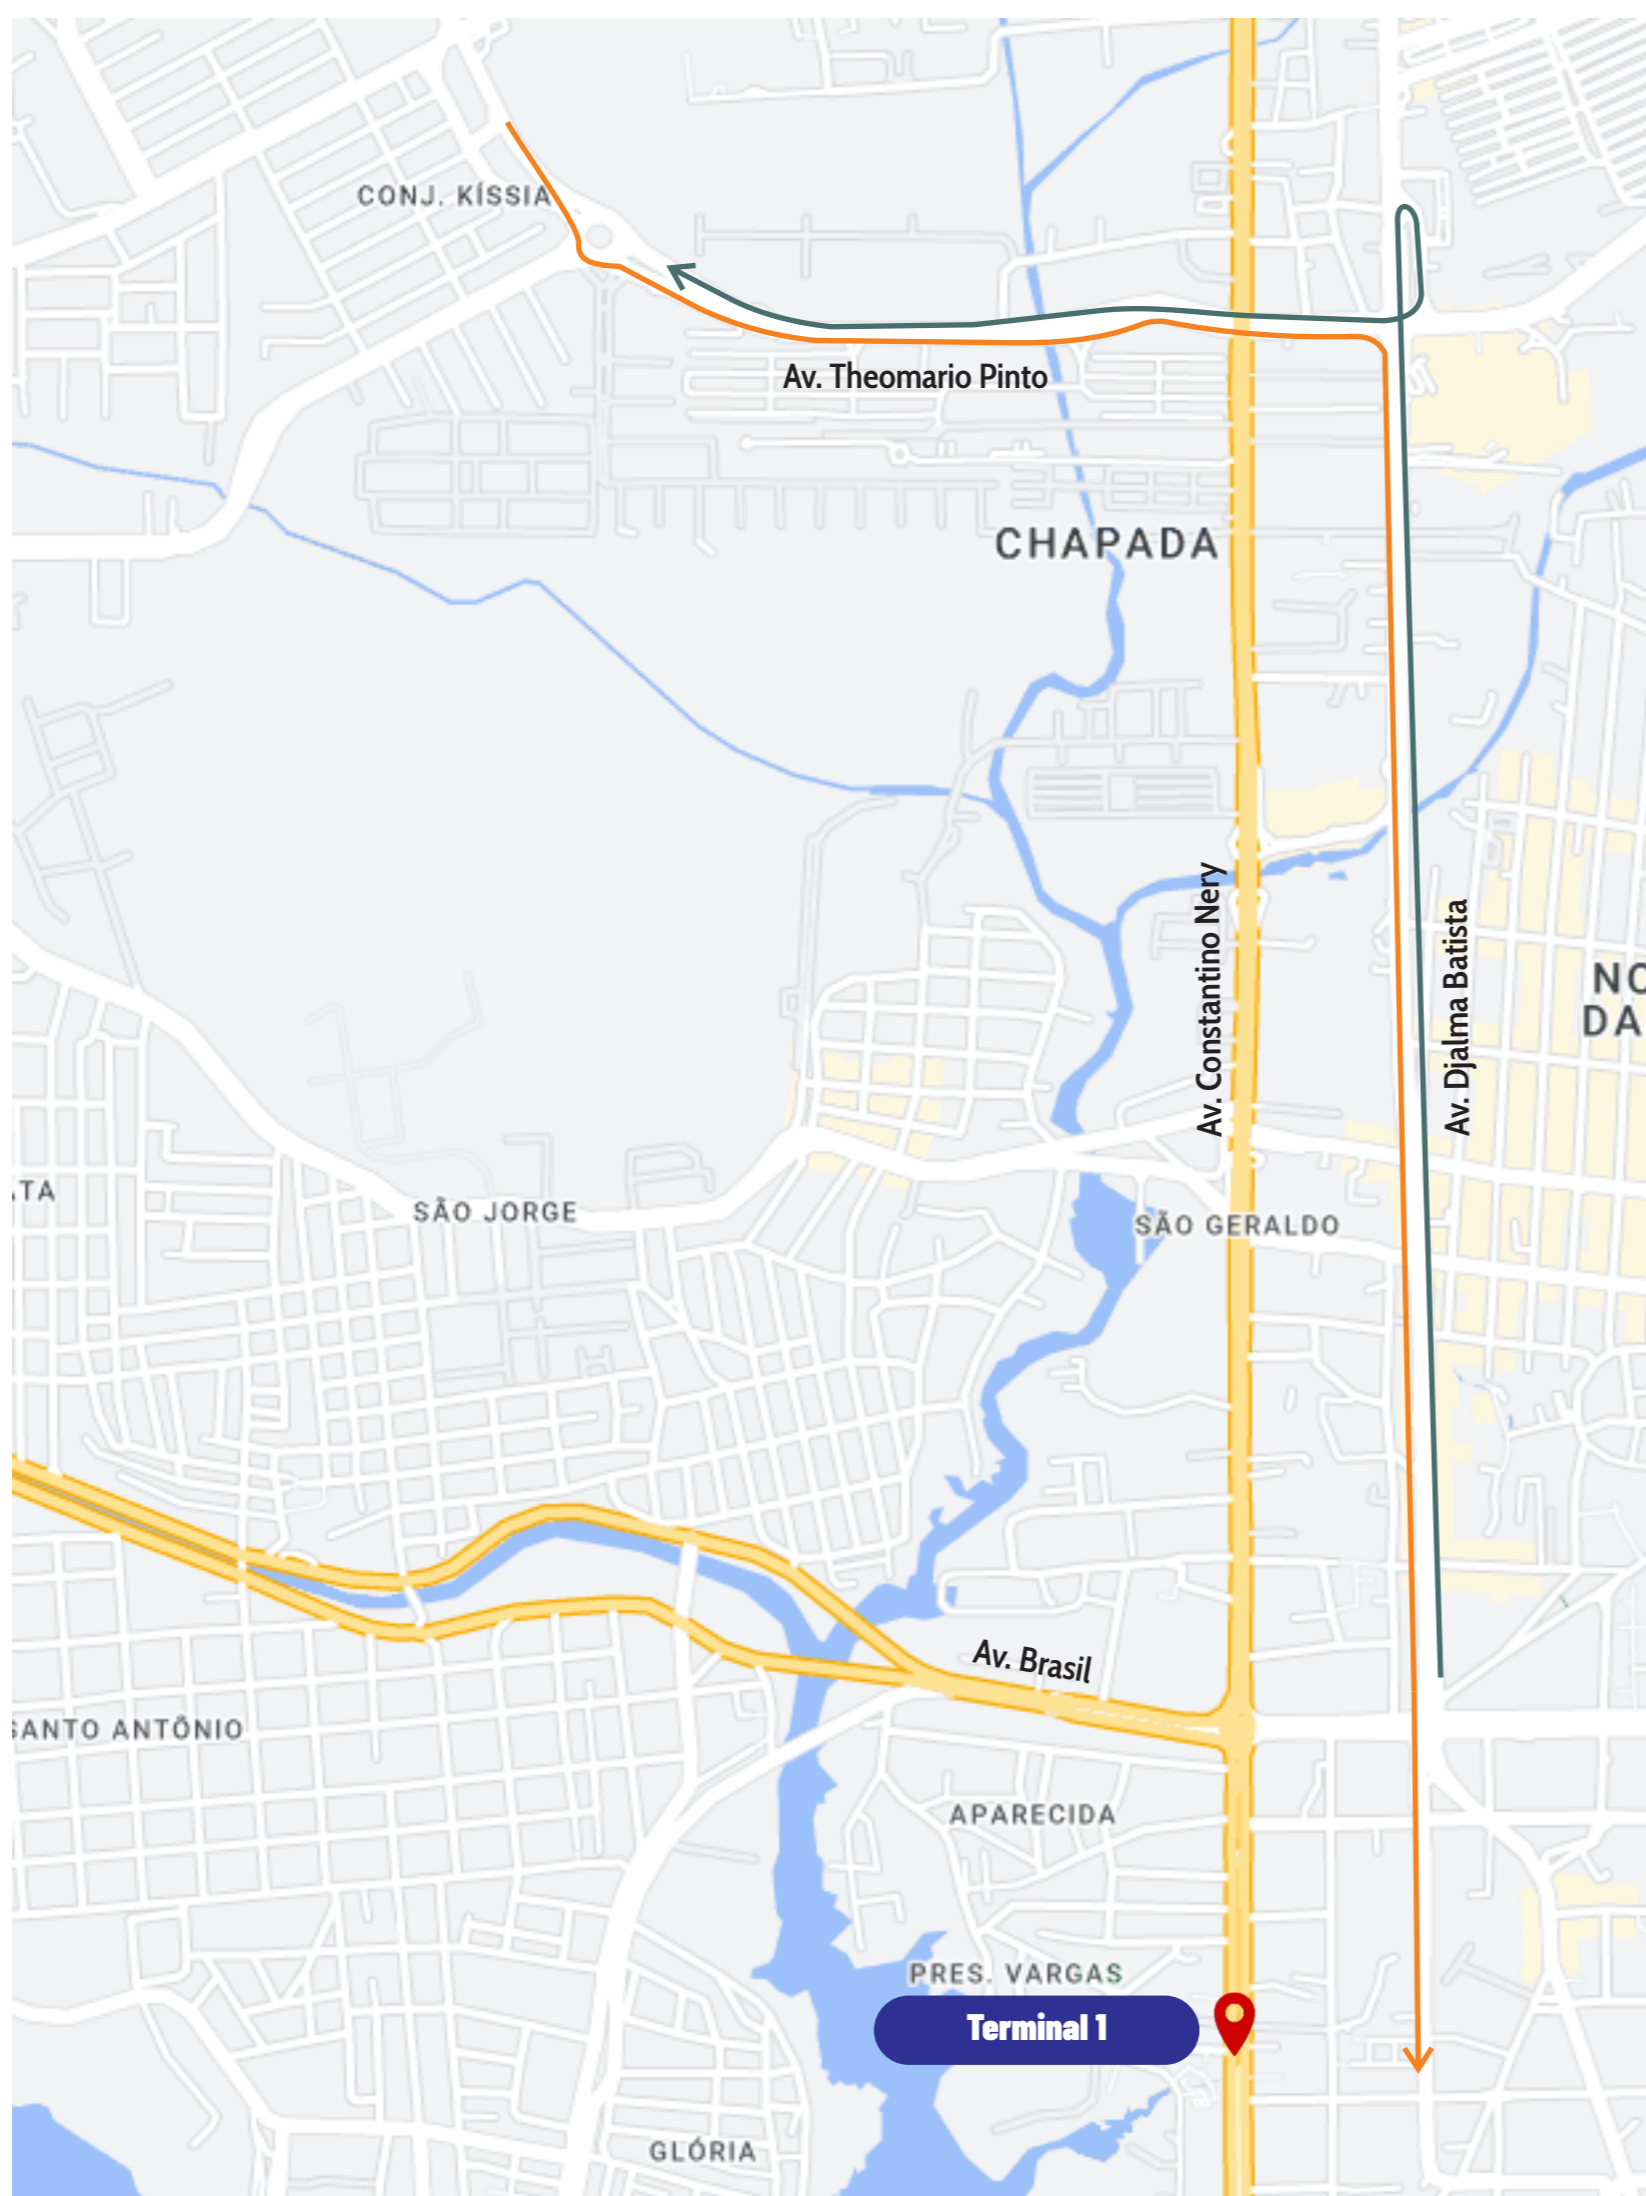 CONJ. KÍSSIA
Av. Theomario Pinto
CHAPADA
Av. Constantino Nery
Av. Djalma Batista
NO
DA
TA
SÃO JORGE
SÃO GERALDO
Av. Brasil
SANTO ANTÔNIO
APARECIDA
PRES. VARGAS
Terminal 1
GLÓRIA